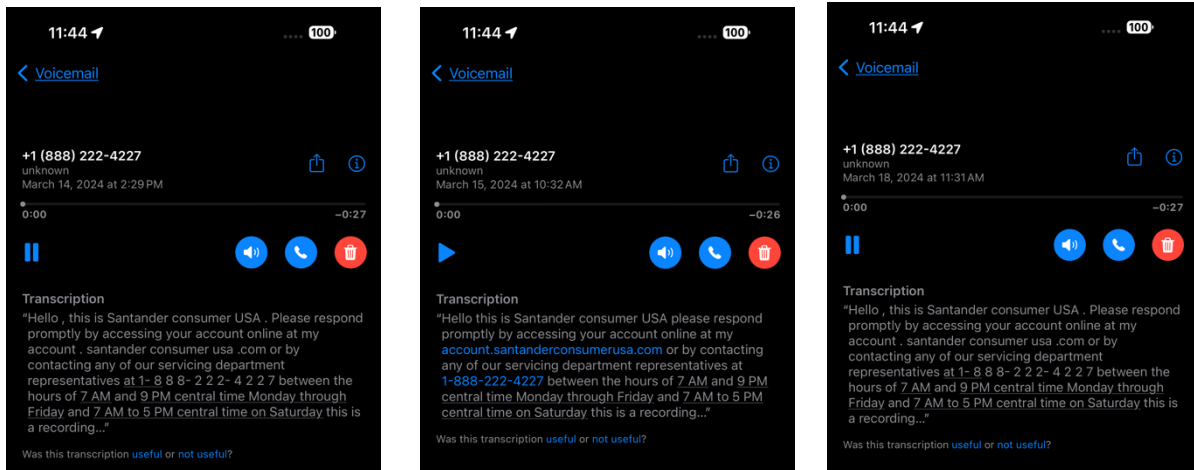 11:44
100
Voicemail
+1 (888) 222-4227
unknown
March 14, 2024 at 2:29 PM
0:00
−0:27
Transcription
“Hello , this is Santander consumer USA . Please respond
promptly by accessing your account online at my
account . santander consumer usa .com or by
contacting any of our servicing department
representatives at 1- 8 8 8- 2 2 2- 4 2 2 7 between the
hours of 7 AM and 9 PM central time Monday through
Friday and 7 AM to 5 PM central time on Saturday this is
a recording...”
Was this transcription useful or not useful?
11:44
100
Voicemail
+1 (888) 222-4227
unknown
March 15, 2024 at 10:32 AM
0:00
−0:26
Transcription
“Hello this is Santander consumer USA please respond
promptly by accessing your account online at my
account.santanderconsumerusa.com or by contacting
any of our servicing department representatives at
1-888-222-4227 between the hours of 7 AM and 9 PM
central time Monday through Friday and 7 AM to 5 PM
central time on Saturday this is a recording...”
Was this transcription useful or not useful?
11:44
100
Voicemail
+1 (888) 222-4227
unknown
March 18, 2024 at 11:31 AM
0:00
−0:27
Transcription
“Hello , this is Santander consumer USA . Please respond
promptly by accessing your account online at my
account . santander consumer usa .com or by
contacting any of our servicing department
representatives at 1- 8 8 8- 2 2 2- 4 2 2 7 between the
hours of 7 AM and 9 PM central time Monday through
Friday and 7 AM to 5 PM central time on Saturday this is
a recording...”
Was this transcription useful or not useful?